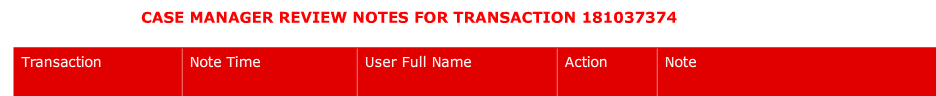 CASE MANAGER REVIEW NOTES FOR TRANSACTION 181037374
Transaction Note Time User Full Name Action Note